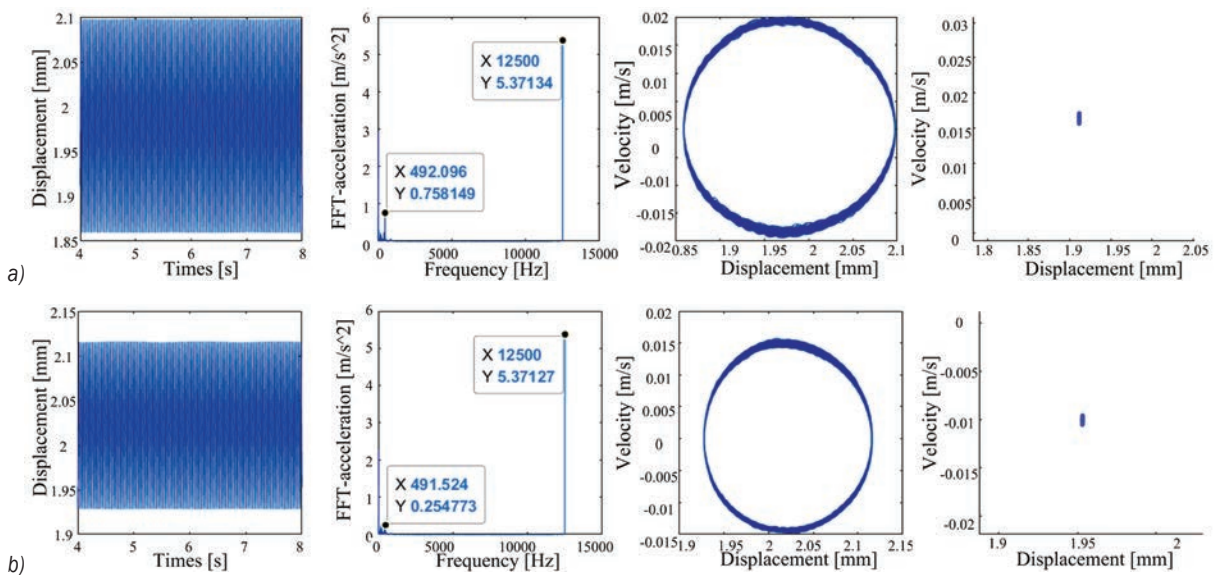 2.1
2.05
2
1.95
1.9
1.85
4 5 6 7 8
Displacement [mm]
Times [s]
6
5
4
3
2
1
0
0 5000 10000 15000
FFT-acceleration [m/s^2]
Frequency [Hz]
X 12500
Y 5.37134
X 492.096
Y 0.758149
0.02
0.015
0.01
0.005
0
-0.01
-0.015
-0.02
0.85 1.9 1.95 2 2.05 2.1
Velocity [m/s]
Displacement [mm]
0.03
0.02
0.01
0.01
0
1.8 1.85 1.9 1.95 2 2.05
Velocity [m/s]
Displacement [mm]
a)
2.15
2.1
2.05
2
1.95
1.9
4 5 6 7 8
Displacement [mm]
Times [s]
6
5
4
3
2
1
0
0 5000 10000 15000
FFT-acceleration [m/s^2]
Frequency [Hz]
X 12500
Y 5.37127
X 491.524
Y 0.254773
0.02
0.015
0.01
0.005
0
-0.005
-0.01
-0.015
1.9 1.95 2 2.05 2.1 2.15
Velocity [m/s]
Displacement [mm]
0
-0.005
-0.01
-0.01
-0.02
1.9 1.95 2
Velocity [m/s]
Displacement [mm]
b)